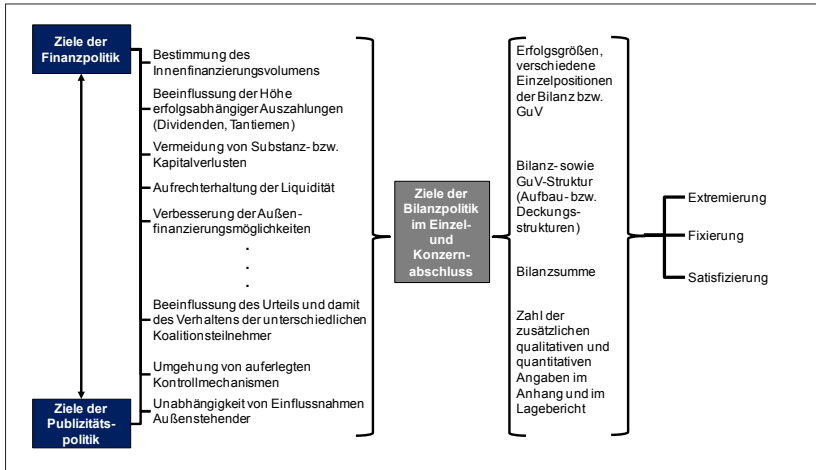 Ziele der
Finanzpolitik
Bestimmung des
Innenfinanzierungsvolumens
Beeinflussung der Höhe
erfolgsabhängiger Auszahlungen
(Dividenden, Tantiemen)
Vermeidung von Substanz- bzw.
Kapitalverlusten
Aufrechterhaltung der Liquidität
Verbesserung der Außen-
finanzierungsmöglichkeiten
.
.
.
Beeinflussung des Urteils und damit
des Verhaltens der unterschiedlichen
Koalitionsteilnehmer
Umgehung von auferlegten
Kontrollmechanismen
Unabhängigkeit von Einflussnahmen
Außenstehender
Ziele der
Publizitäts-
politik
Ziele der
Bilanzpolitik
im Einzel-
und
Konzern-
abschluss
Erfolgsgrößen,
verschiedene
Einzelpositionen
der Bilanz bzw.
GuV
Bilanz- sowie
GuV-Struktur
(Aufbau- bzw.
Deckungs-
strukturen)
Bilanzsumme
Zahl der
zusätzlichen
qualitativen und
quantitativen
Angaben im
Anhang und im
Lagebericht
Extremierung
Fixierung
Satisfizierung